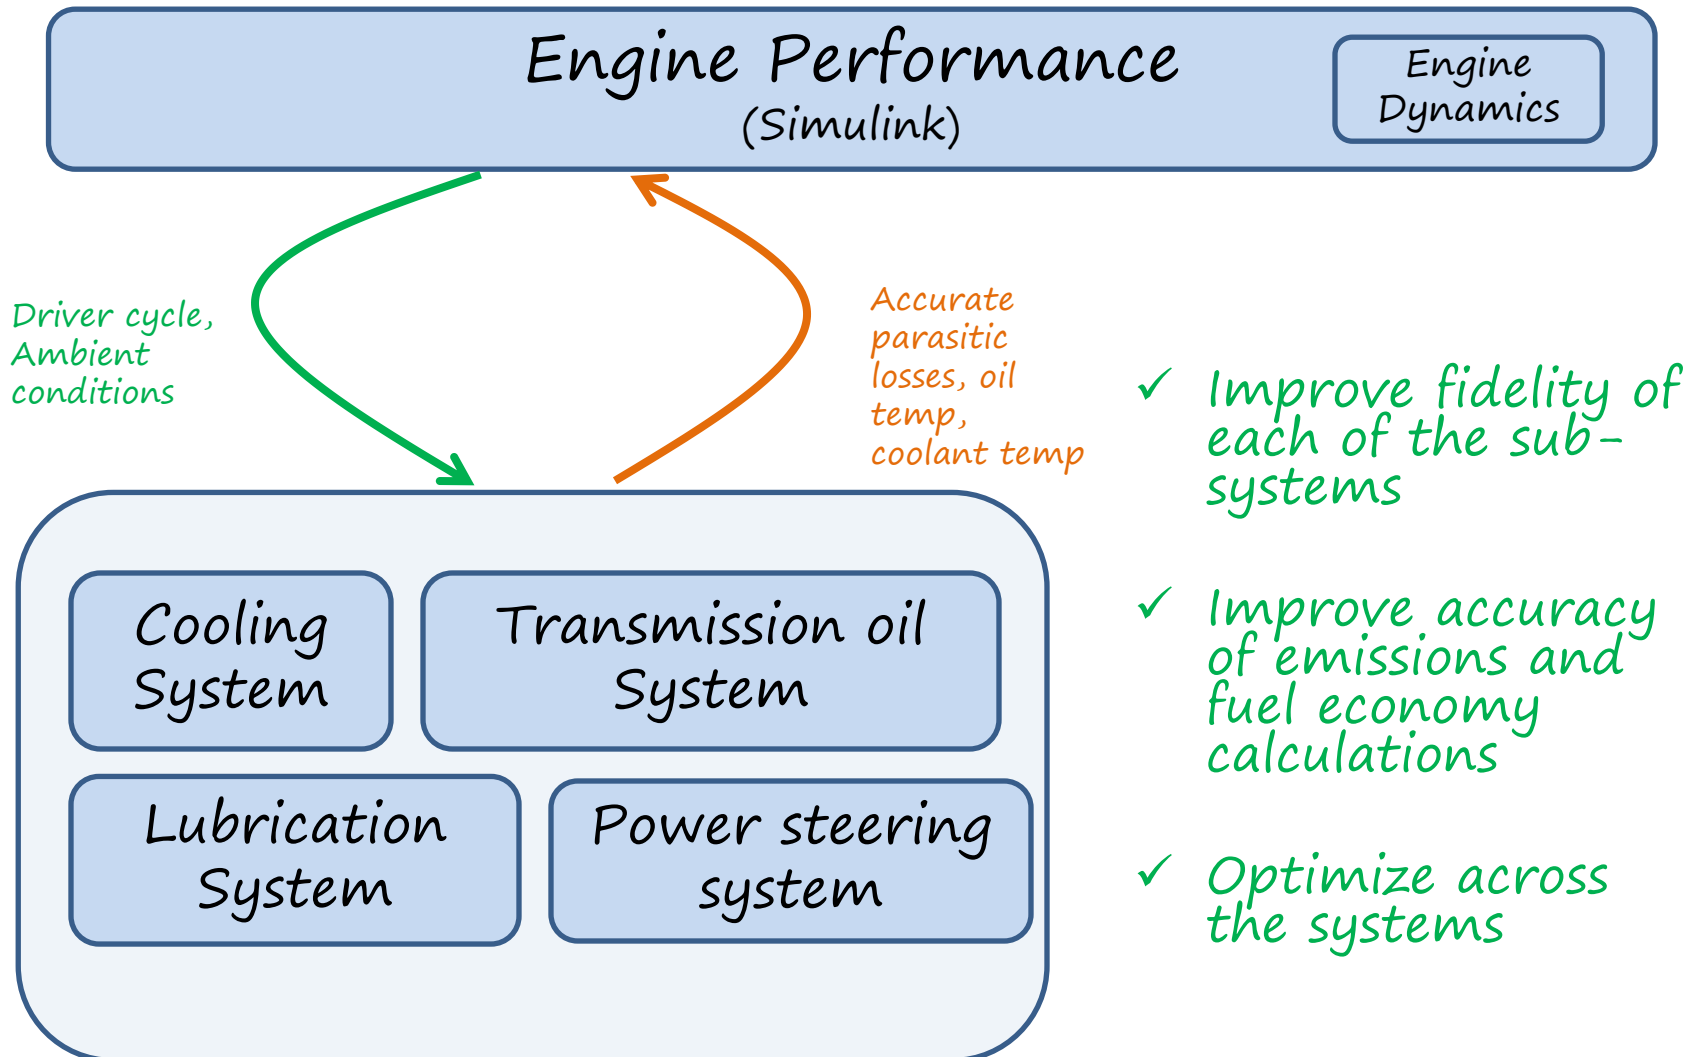 Engine Performance
(Simulink)
Engine
Dynamics
Driver cycle,
Ambient
conditions
Accurate
parasitic
losses, oil
temp,
coolant temp
✓ Improve fidelity of
each of the sub-
systems
✓ Improve accuracy
of emissions and
fuel economy
calculations
✓ Optimize across
the systems
Cooling
System
Transmission oil
System
Lubrication
System
Power steering
system